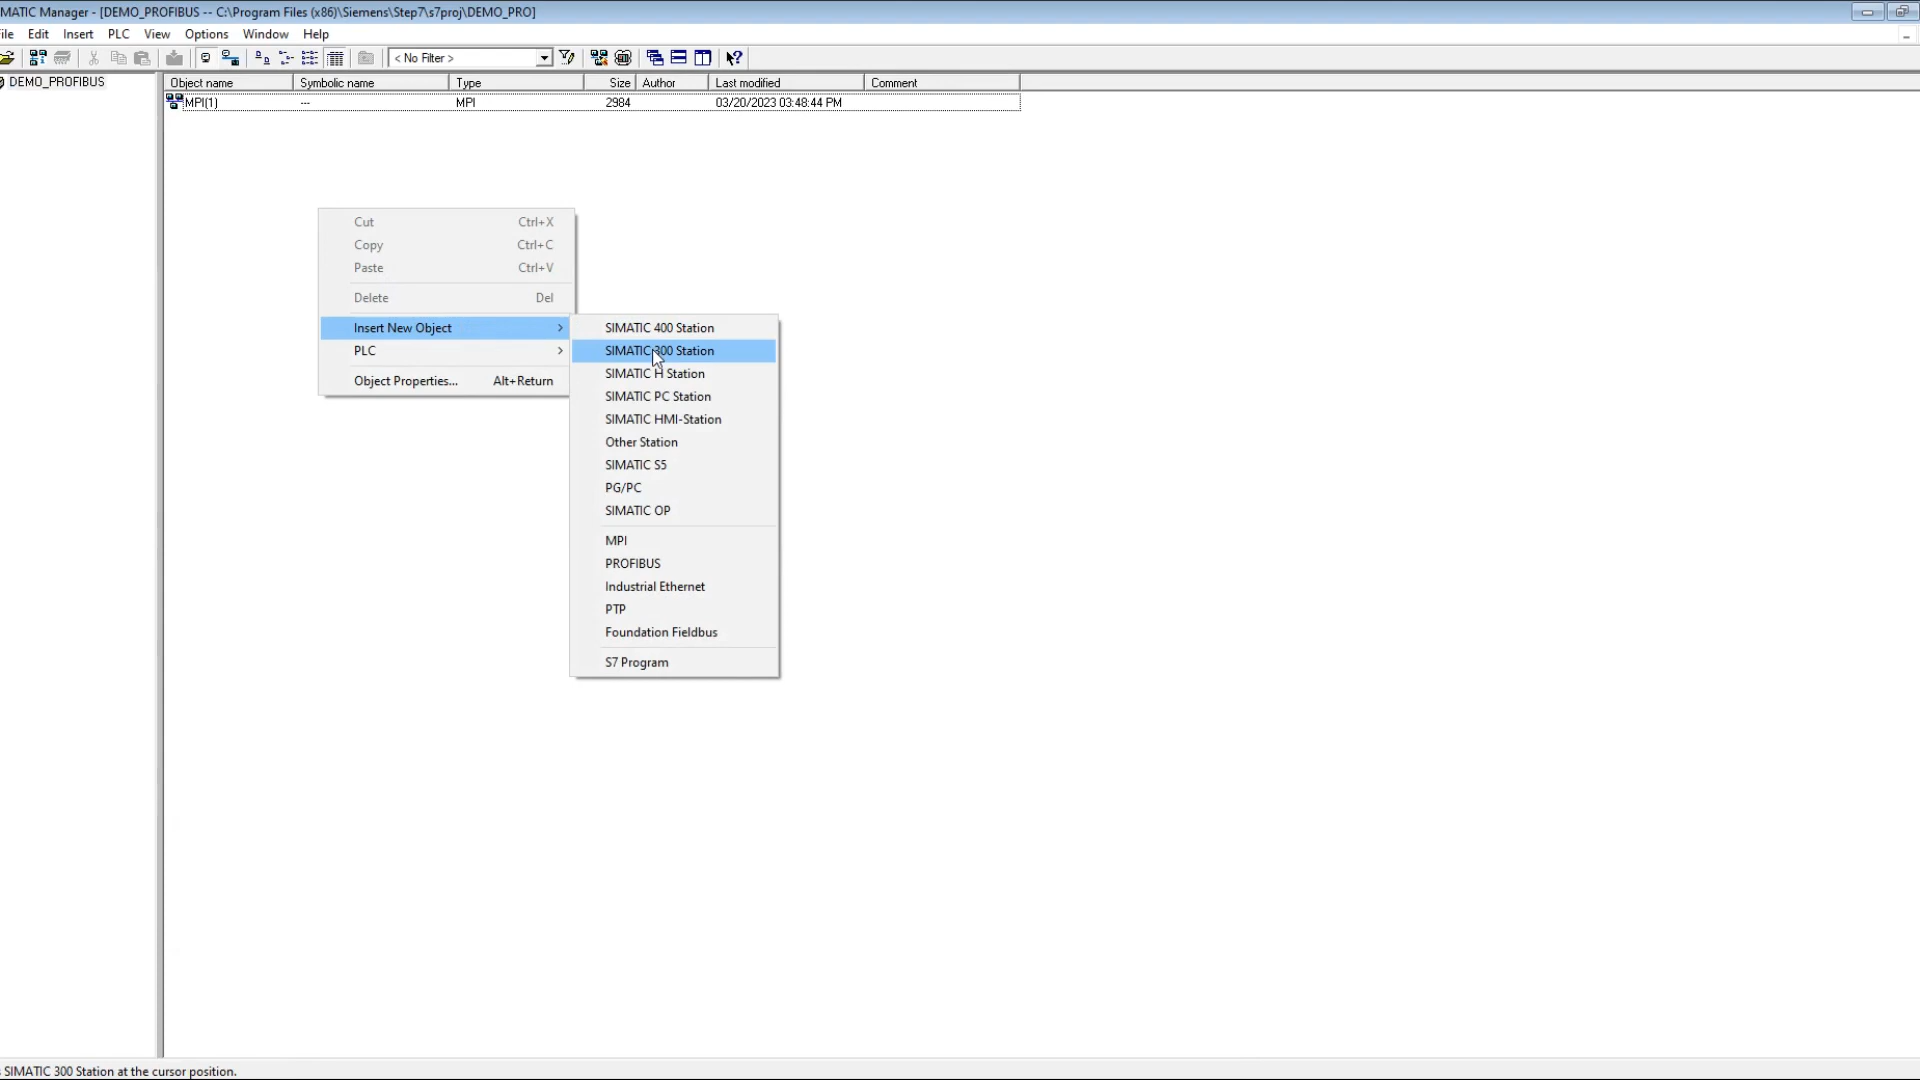 MATIC Manager - [DEMO_PROFIBUS -- C:\Program Files (x86)\Siemens\Step7\s7proj\DEMO_PRO]
ile Edit Insert PLC View Options Window Help
< No Filter >
DEMO_PROFIBUS
Object name Symbolic name Type Size Author Last modified Comment
MPI(1) --- MPI 2984 03/20/2023 03:48:44 PM
Cut Ctrl+X
Copy Ctrl+C
Paste Ctrl+V
Delete Del
Insert New Object
PLC
Object Properties... Alt+Return
SIMATIC 400 Station
SIMATIC 300 Station
SIMATIC H Station
SIMATIC PC Station
SIMATIC HMI-Station
Other Station
SIMATIC S5
PG/PC
SIMATIC OP
MPI
PROFIBUS
Industrial Ethernet
PTP
Foundation Fieldbus
S7 Program
SIMATIC 300 Station at the cursor position.